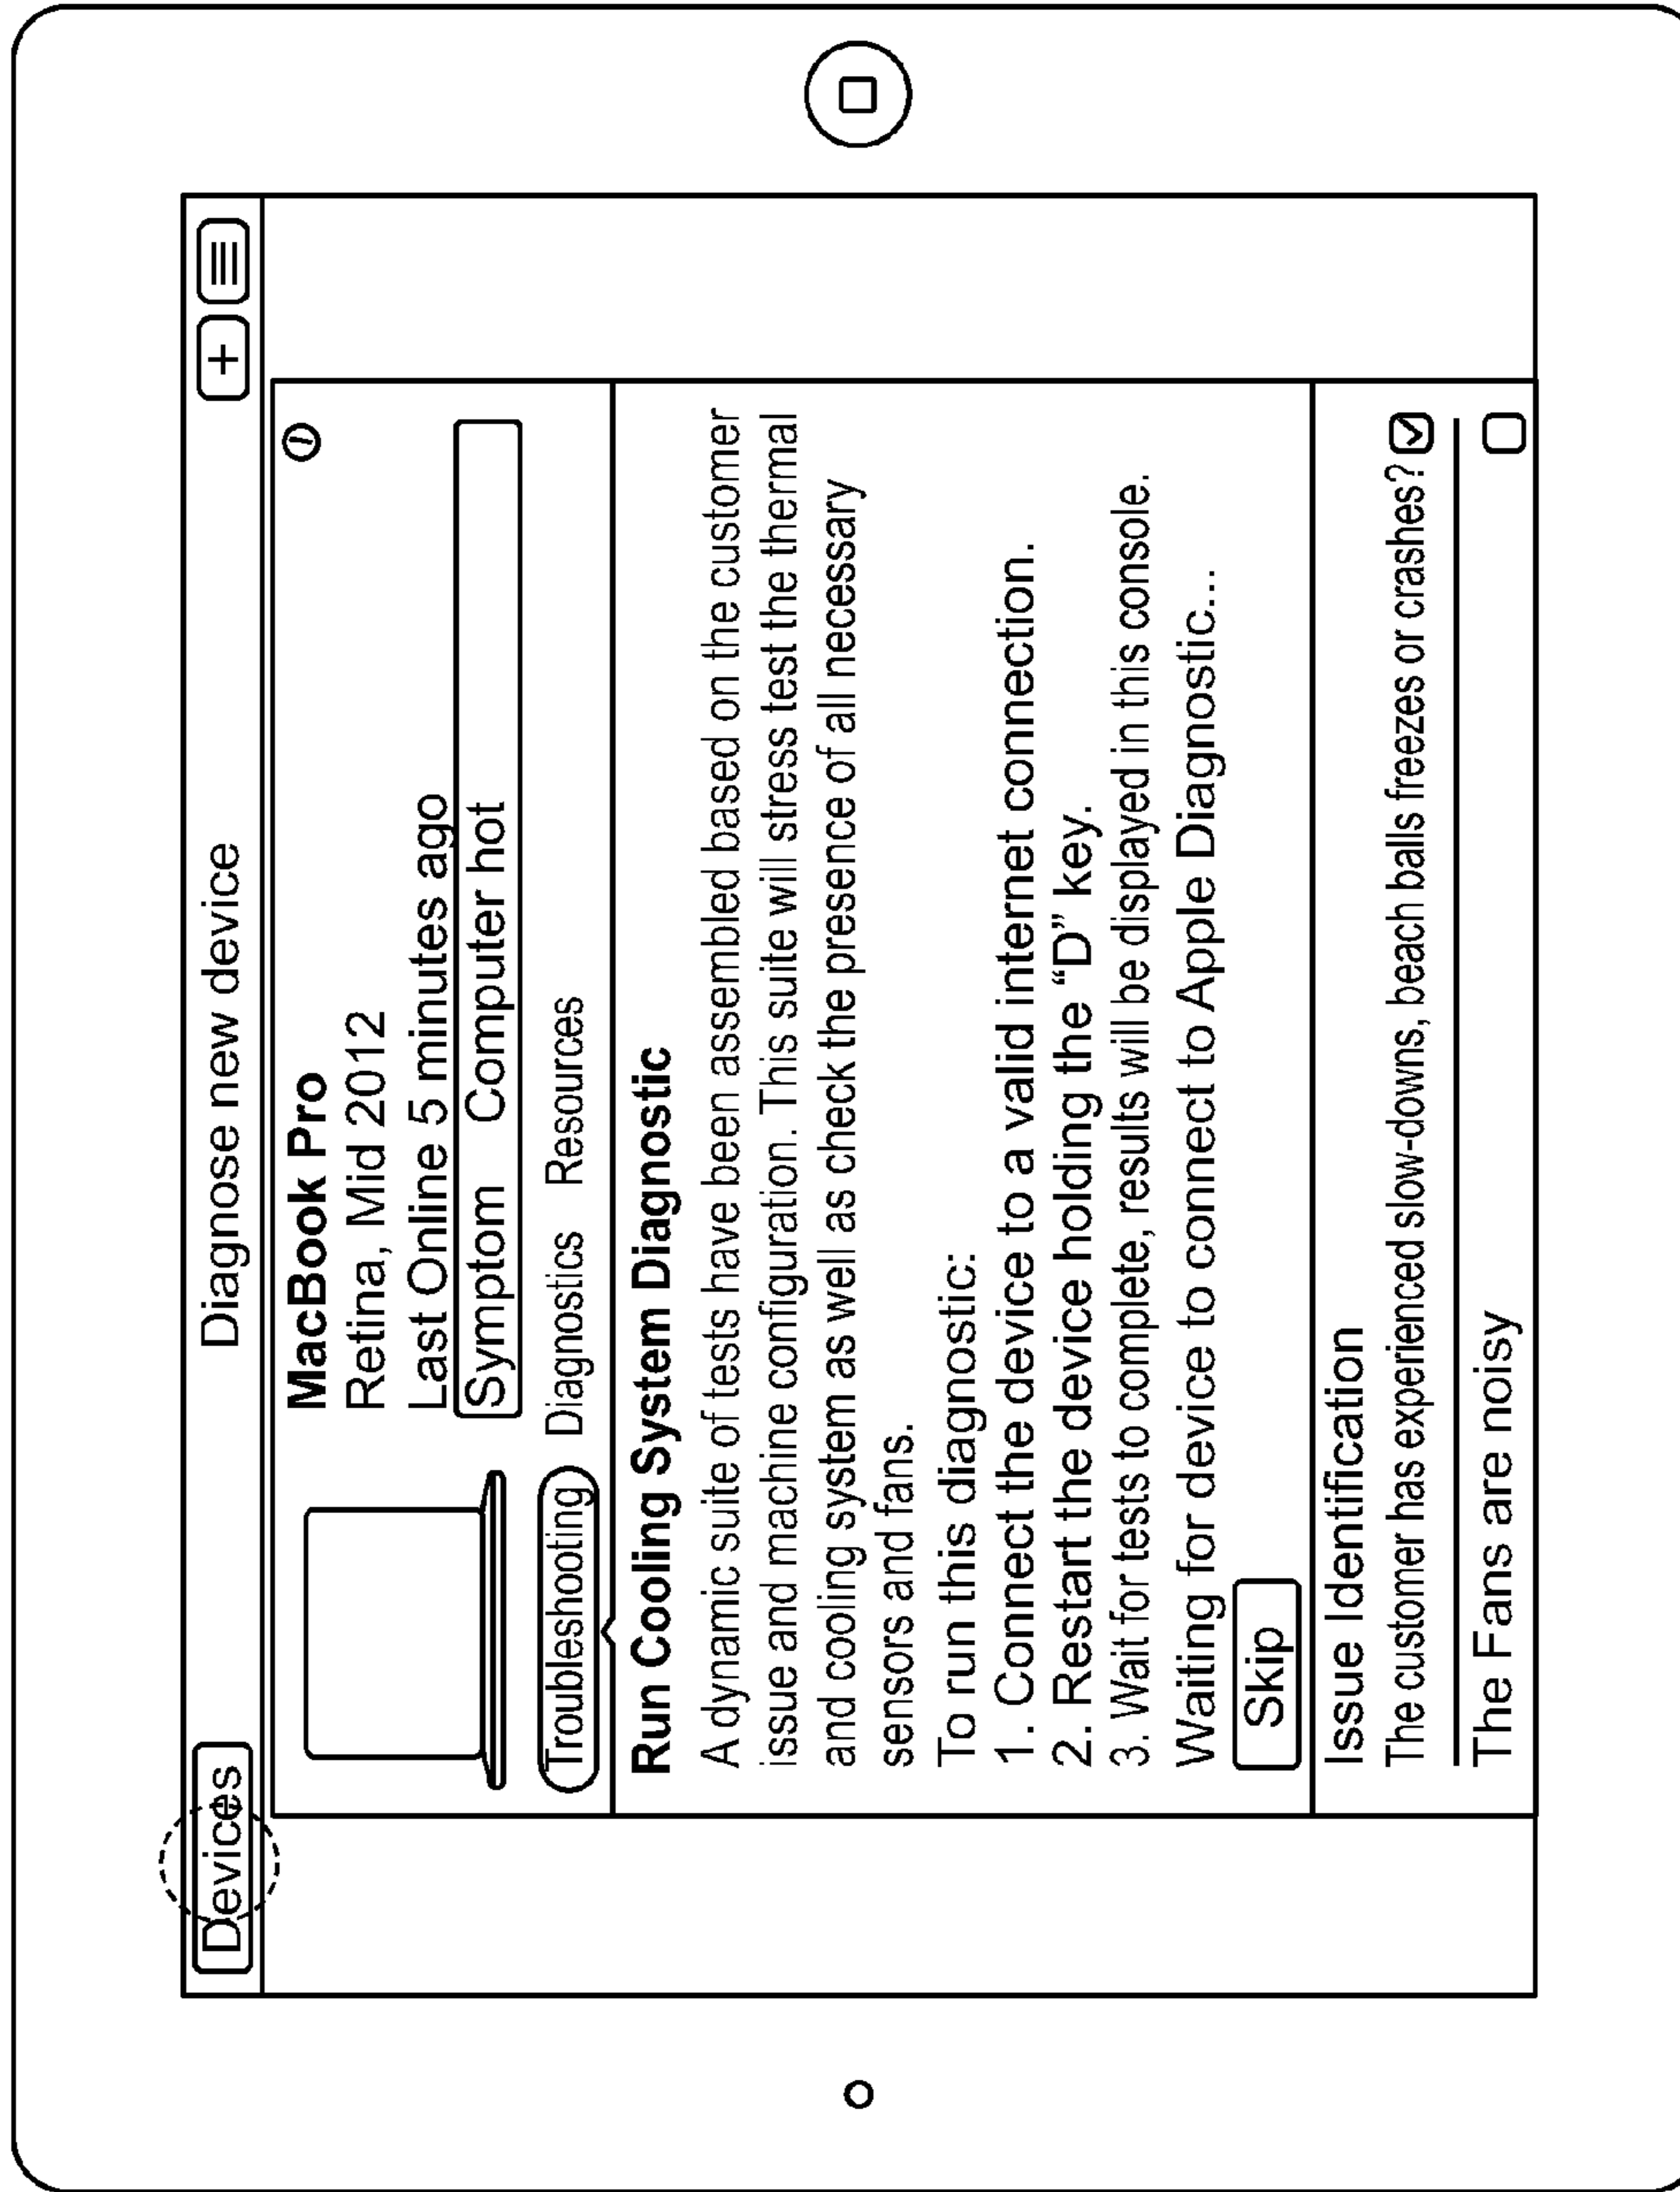 Devices
Diagnose new device
+
MacBook Pro
Retina, Mid 2012
Last Online 5 minutes ago
Symptom Computer hot
Troubleshooting Diagnostics Resources
Run Cooling System Diagnostic
A dynamic suite of tests have been assembled based on the customer
issue and machine configuration. This suite will stress test the thermal
and cooling system as well as check the presence of all necessary
sensors and fans.
To run this diagnostic:
1. Connect the device to a valid internet connection.
2. Restart the device holding the “D” key.
3. Wait for tests to complete, results will be displayed in this console.
Waiting for device to connect to Apple Diagnostic...
Skip
Issue Identification
The customer has experienced slow-downs, beach balls freezes or crashes?
The Fans are noisy